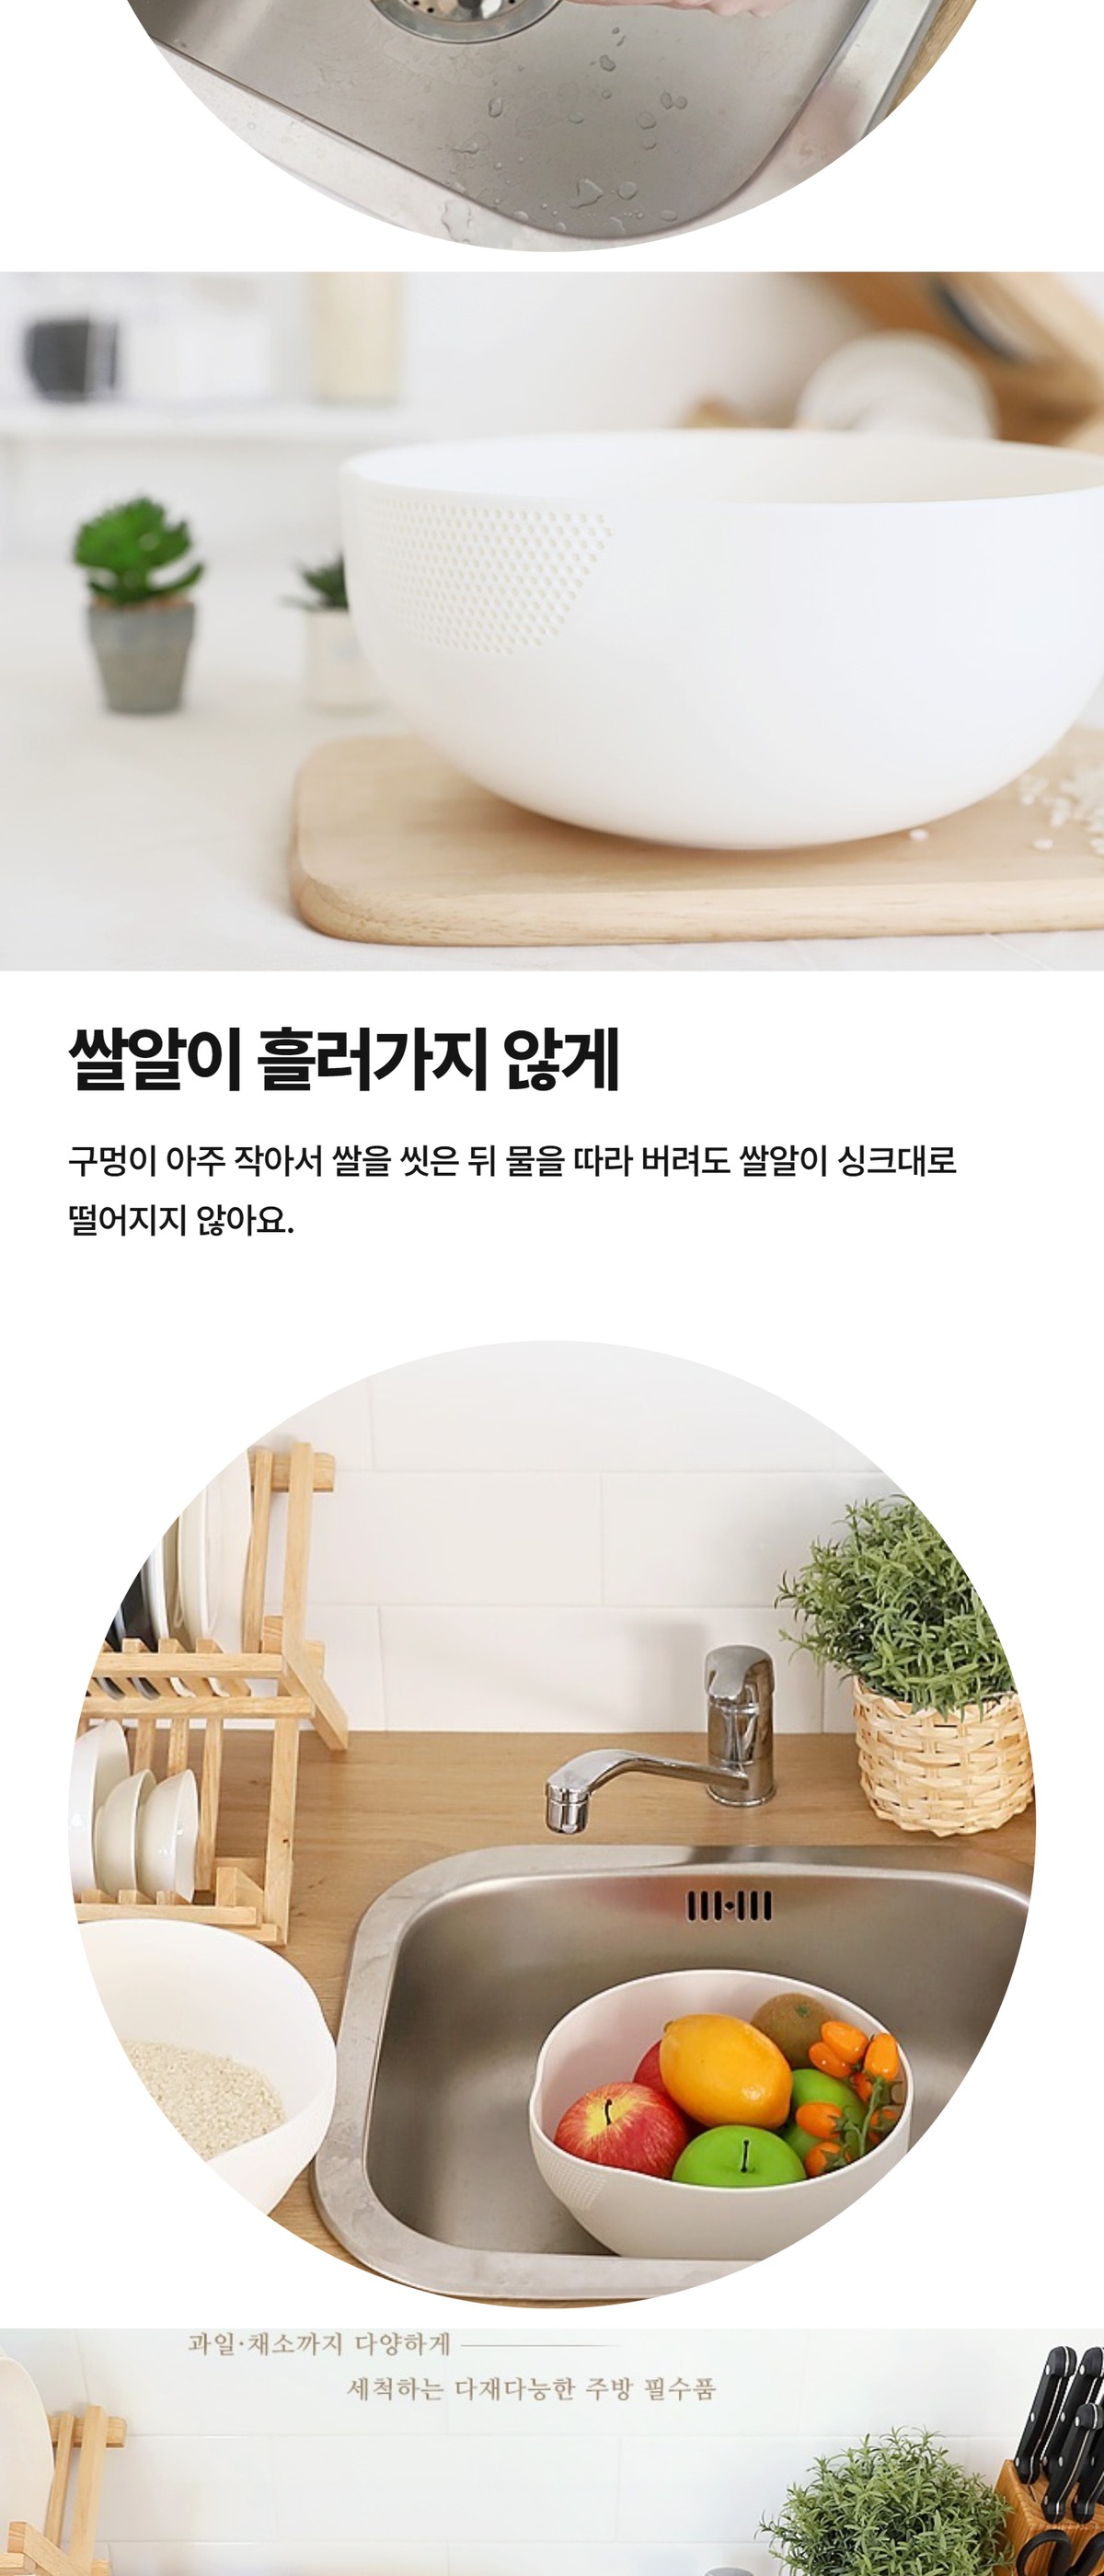 쌀알이 흘러가지 않게
구멍이 아주 작아서 쌀을 씻은 뒤 물을 따라 버려도 쌀알이 싱크대로
떨어지지 않아요.
과일·채소까지 다양하게
세척하는 다재다능한 주방 필수품